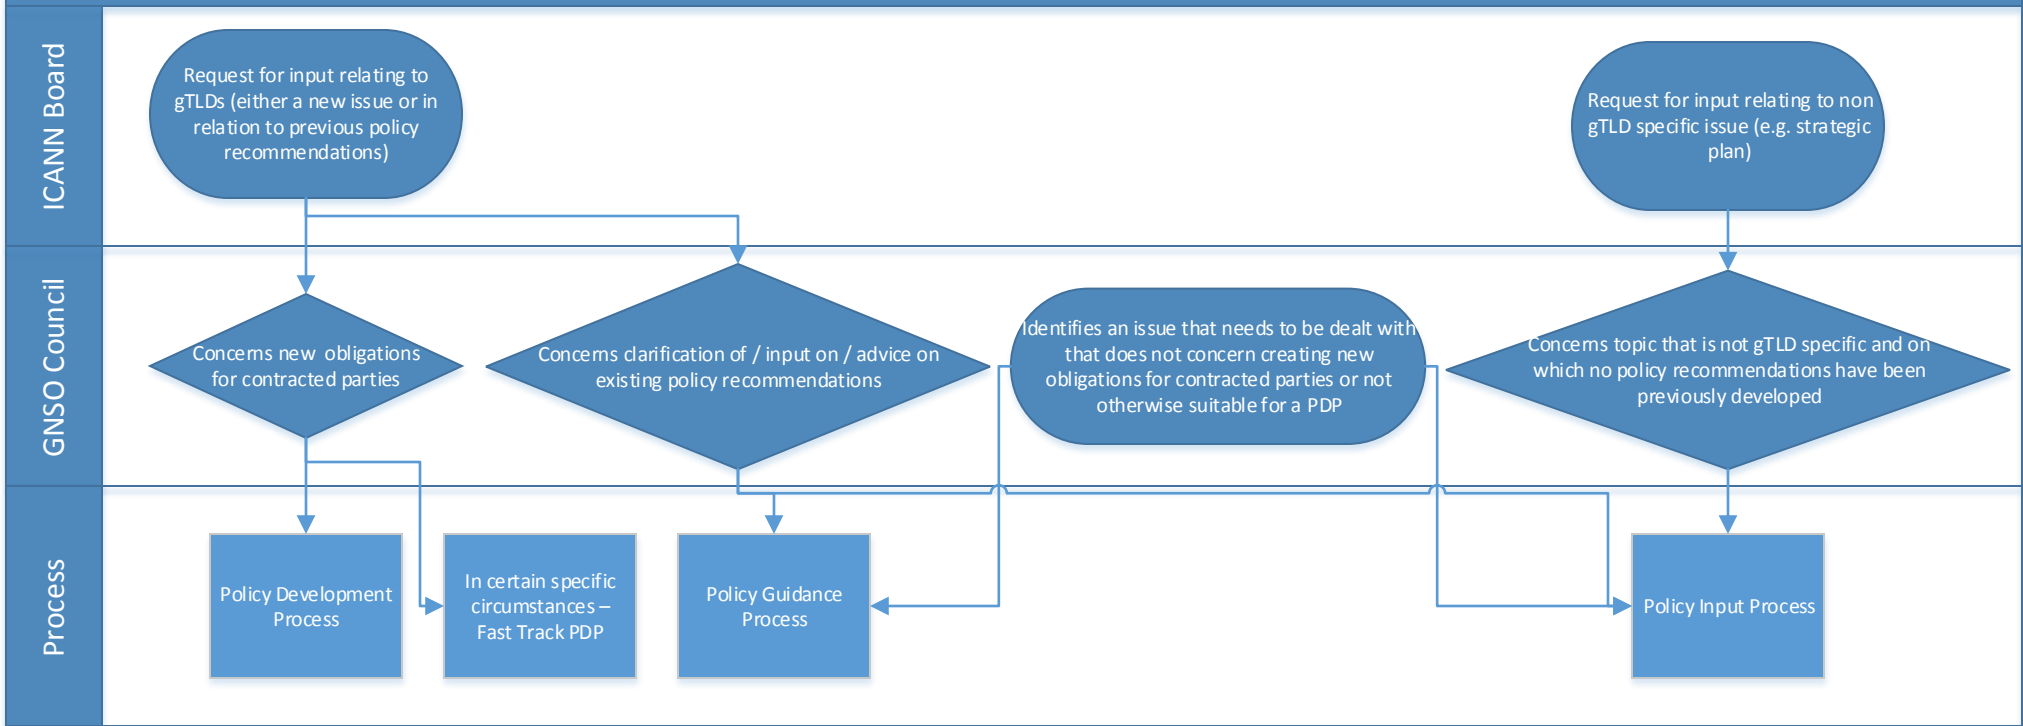 ICANN Board
Request for input relating to
gTLDs (either a new issue or in
relation to previous policy
recommendations)
Request for input relating to non
gTLD specific issue (e.g. strategic
plan)
GNSO Council
Concerns new obligations
for contracted parties
Concerns clarification of / input on / advice on
existing policy recommendations
Identifies an issue that needs to be dealt with
that does not concern creating new
obligations for contracted parties or not
otherwise suitable for a PDP
Concerns topic that is not gTLD specific and on
which no policy recommendations have been
previously developed
Process
Policy Development
Process
In certain specific
circumstances –
Fast Track PDP
Policy Guidance
Process
Policy Input Process